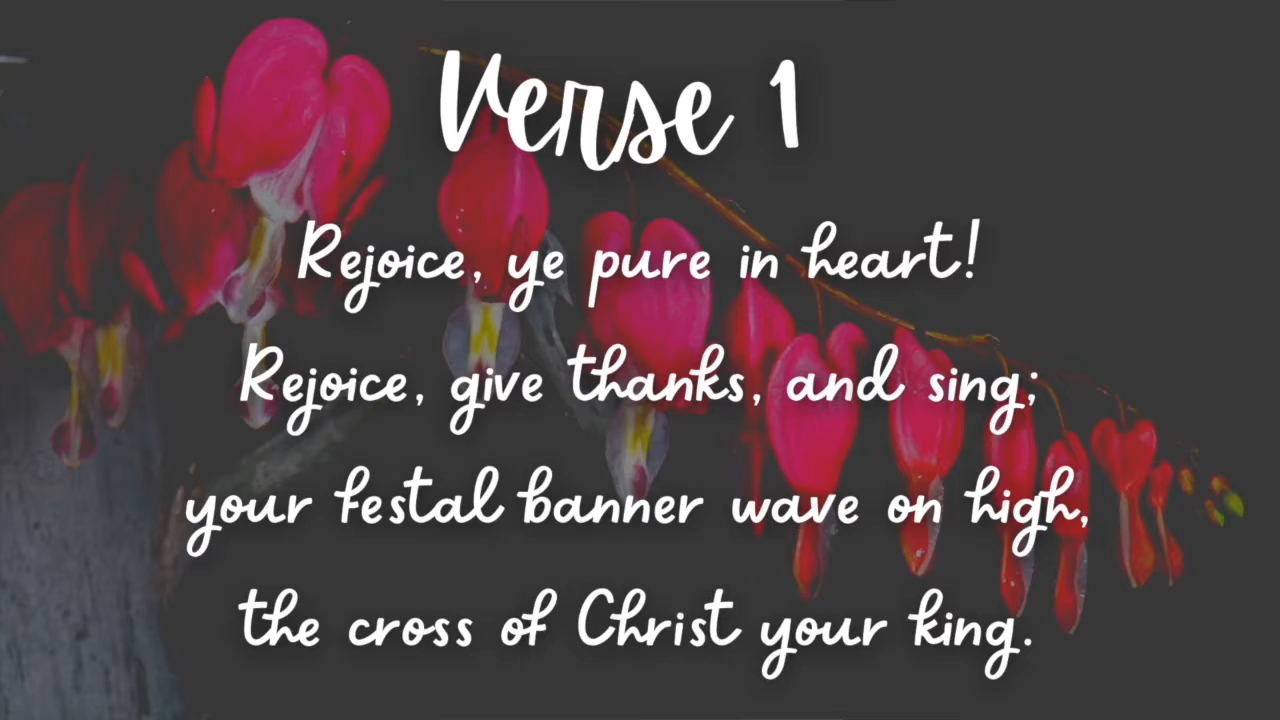 Verse 1
Rejoice, ye pure in heart!
Rejoice, give thanks, and sing;
your festal banner wave on high,
the cross of Christ your king.